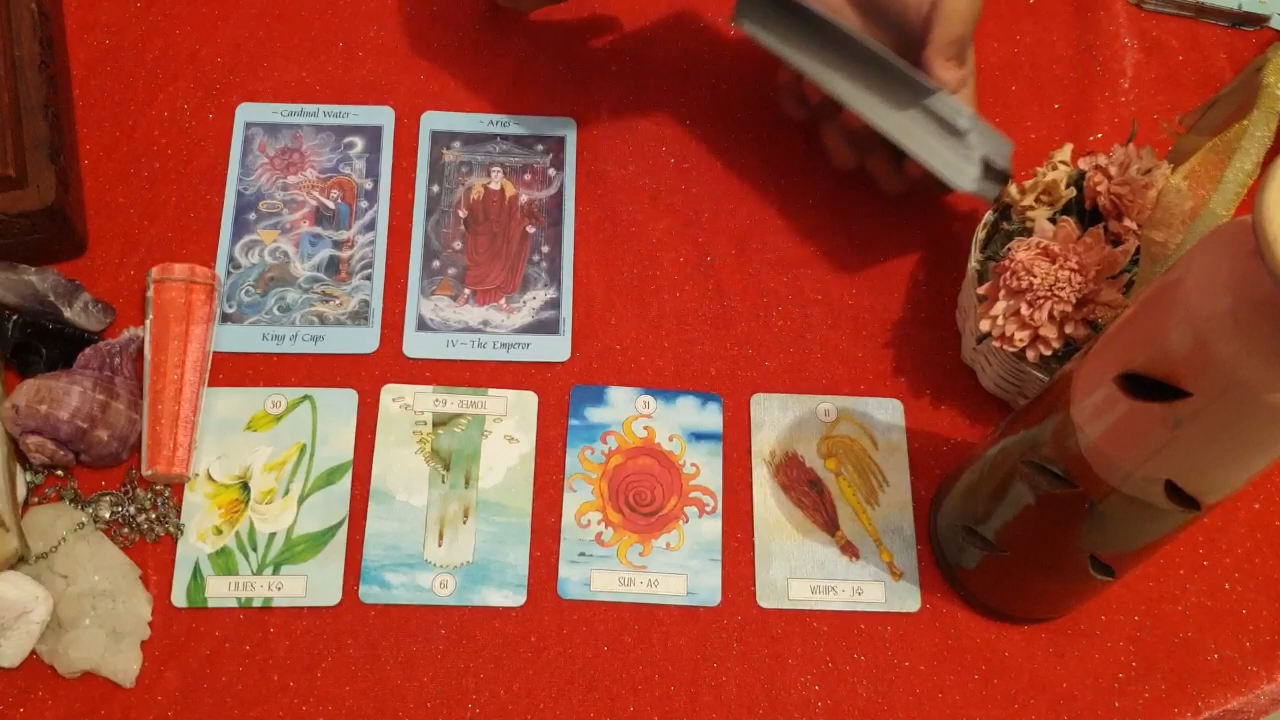 ~ Cardinal Water ~
King of Cups
~ Aries ~
IV ~ The Emperor
30
LILIES • K♤
TOWER • 6♤
19
31
SUN • A♢
11
WHIPS • J♧